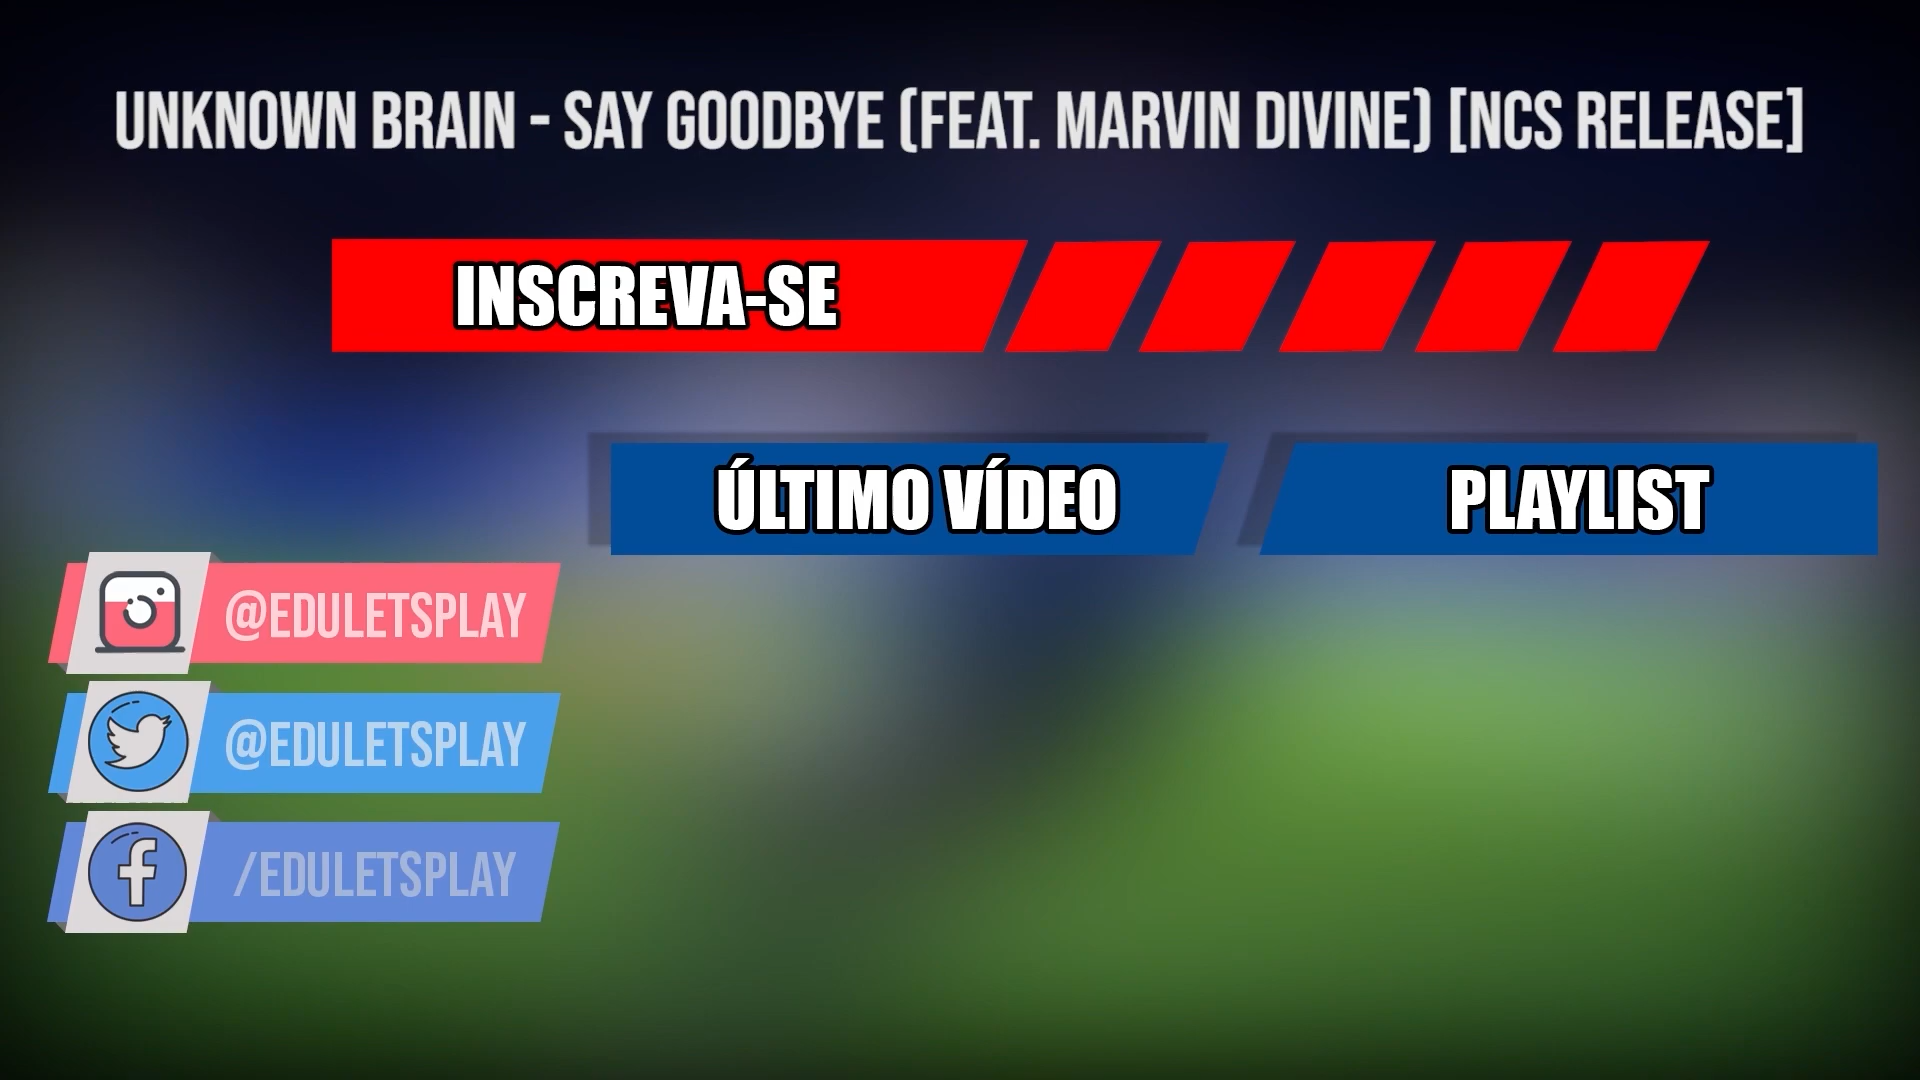 UNKNOWN BRAIN - SAY GOODBYE (FEAT. MARVIN DIVINE) [NCS RELEASE]
INSCREVA-SE
ÚLTIMO VÍDEO
PLAYLIST
@EDULETSPLAY
@EDULETSPLAY
/EDULETSPLAY